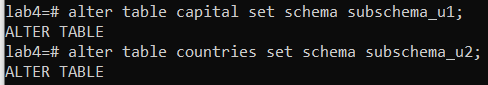 lab4=# alter table capital set schema subschema_u1;
ALTER TABLE
lab4=# alter table countries set schema subschema_u2;
ALTER TABLE